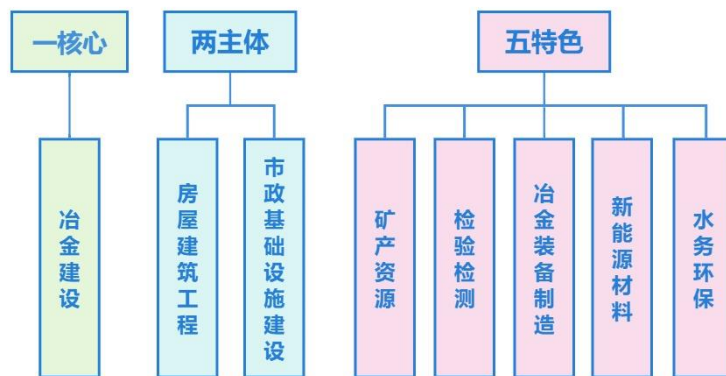 一核心
两主体
五特色
冶金建设
房屋建筑工程
市政基础设施建设
矿产资源
检验检测
冶金装备制造
新能源材料
水务环保